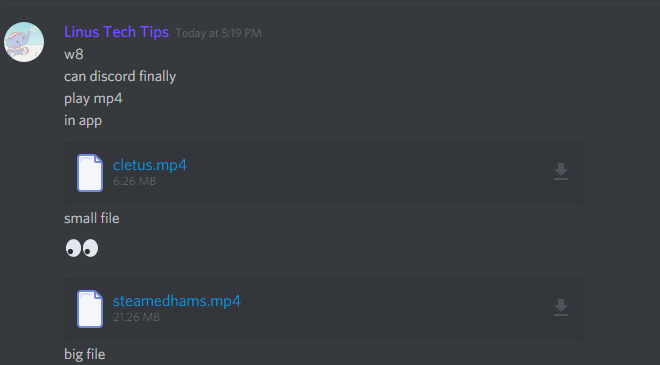 Linus Tech Tips Today at 5:19 PM
w8
can discord finally
play mp4
in app
cletus.mp4
6.26 MB
small file
steamedhams.mp4
21.26 MB
big file